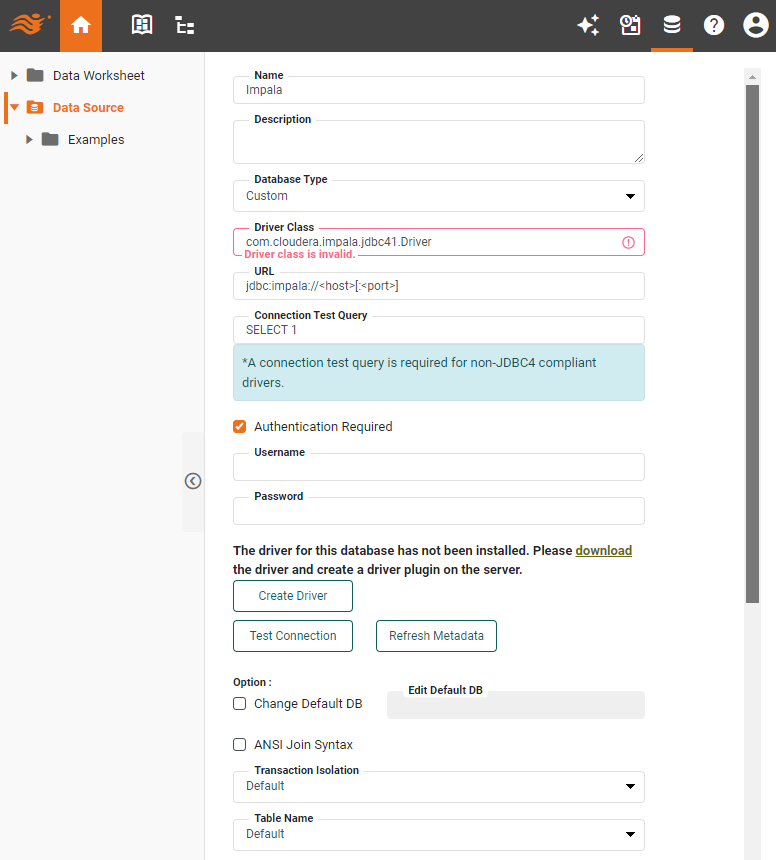 Data Worksheet
Data Source
Examples
Name
Impala
Description
Database Type
Custom
Driver Class
com.cloudera.impala.jdbc41.Driver
Driver class is invalid.
URL
jdbc:impala://<host>[:<port>]
Connection Test Query
SELECT 1
*A connection test query is required for non-JDBC4 compliant
drivers.
Authentication Required
Username
Password
The driver for this database has not been installed. Please download
the driver and create a driver plugin on the server.
Create Driver
Test Connection Refresh Metadata
Option :
Change Default DB Edit Default DB
ANSI Join Syntax
Transaction Isolation
Default
Table Name
Default